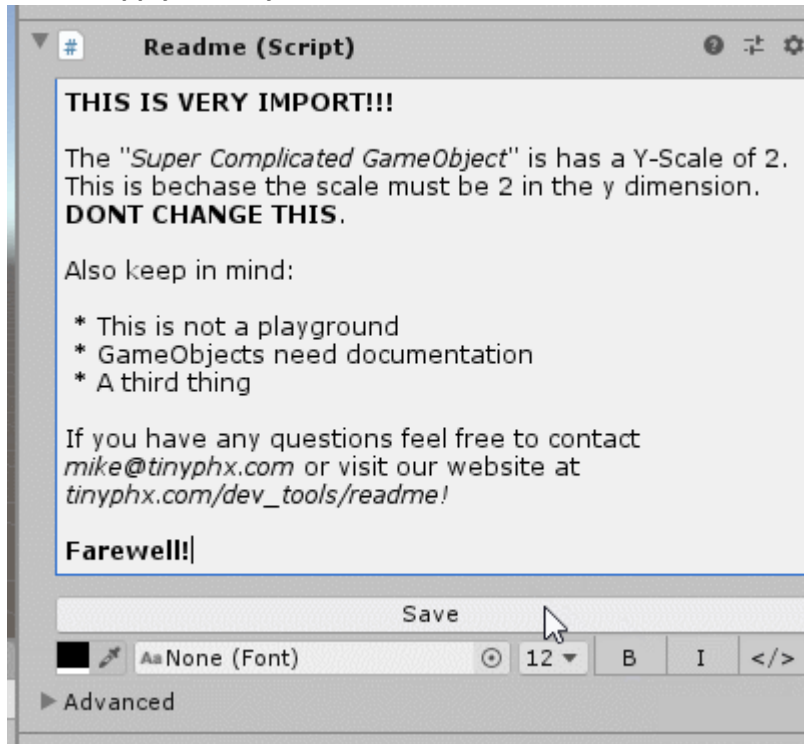 # Readme (Script)
THIS IS VERY IMPORT!!!
The "Super Complicated GameObject" is has a Y-Scale of 2.
This is bechase the scale must be 2 in the y dimension.
DONT CHANGE THIS.
Also keep in mind:
* This is not a playground
* GameObjects need documentation
* A third thing
If you have any questions feel free to contact
mike@tinyphx.com or visit our website at
tinyphx.com/dev_tools/readme!
Farewell!
Save
Aa None (Font) 12 B I </>
Advanced